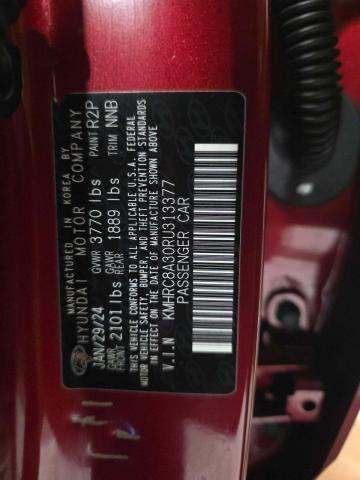 MANUFACTURED IN KOREA BY
HYUNDAI MOTOR COMPANY
JAN/29/24 GVWR 3770 lbs PAINT R2P
GAWR FRONT 2101 lbs GAWR REAR 1889 lbs TRIM NNB
THIS VEHICLE CONFORMS TO ALL APPLICABLE U.S.A. FEDERAL
MOTOR VEHICLE SAFETY, BUMPER, AND THEFT PREVENTION
STANDARDS IN EFFECT ON THE DATE OF MANUFACTURE SHOWN ABOVE
V.I.N KMHRC8A30RU313377
PASSENGER CAR